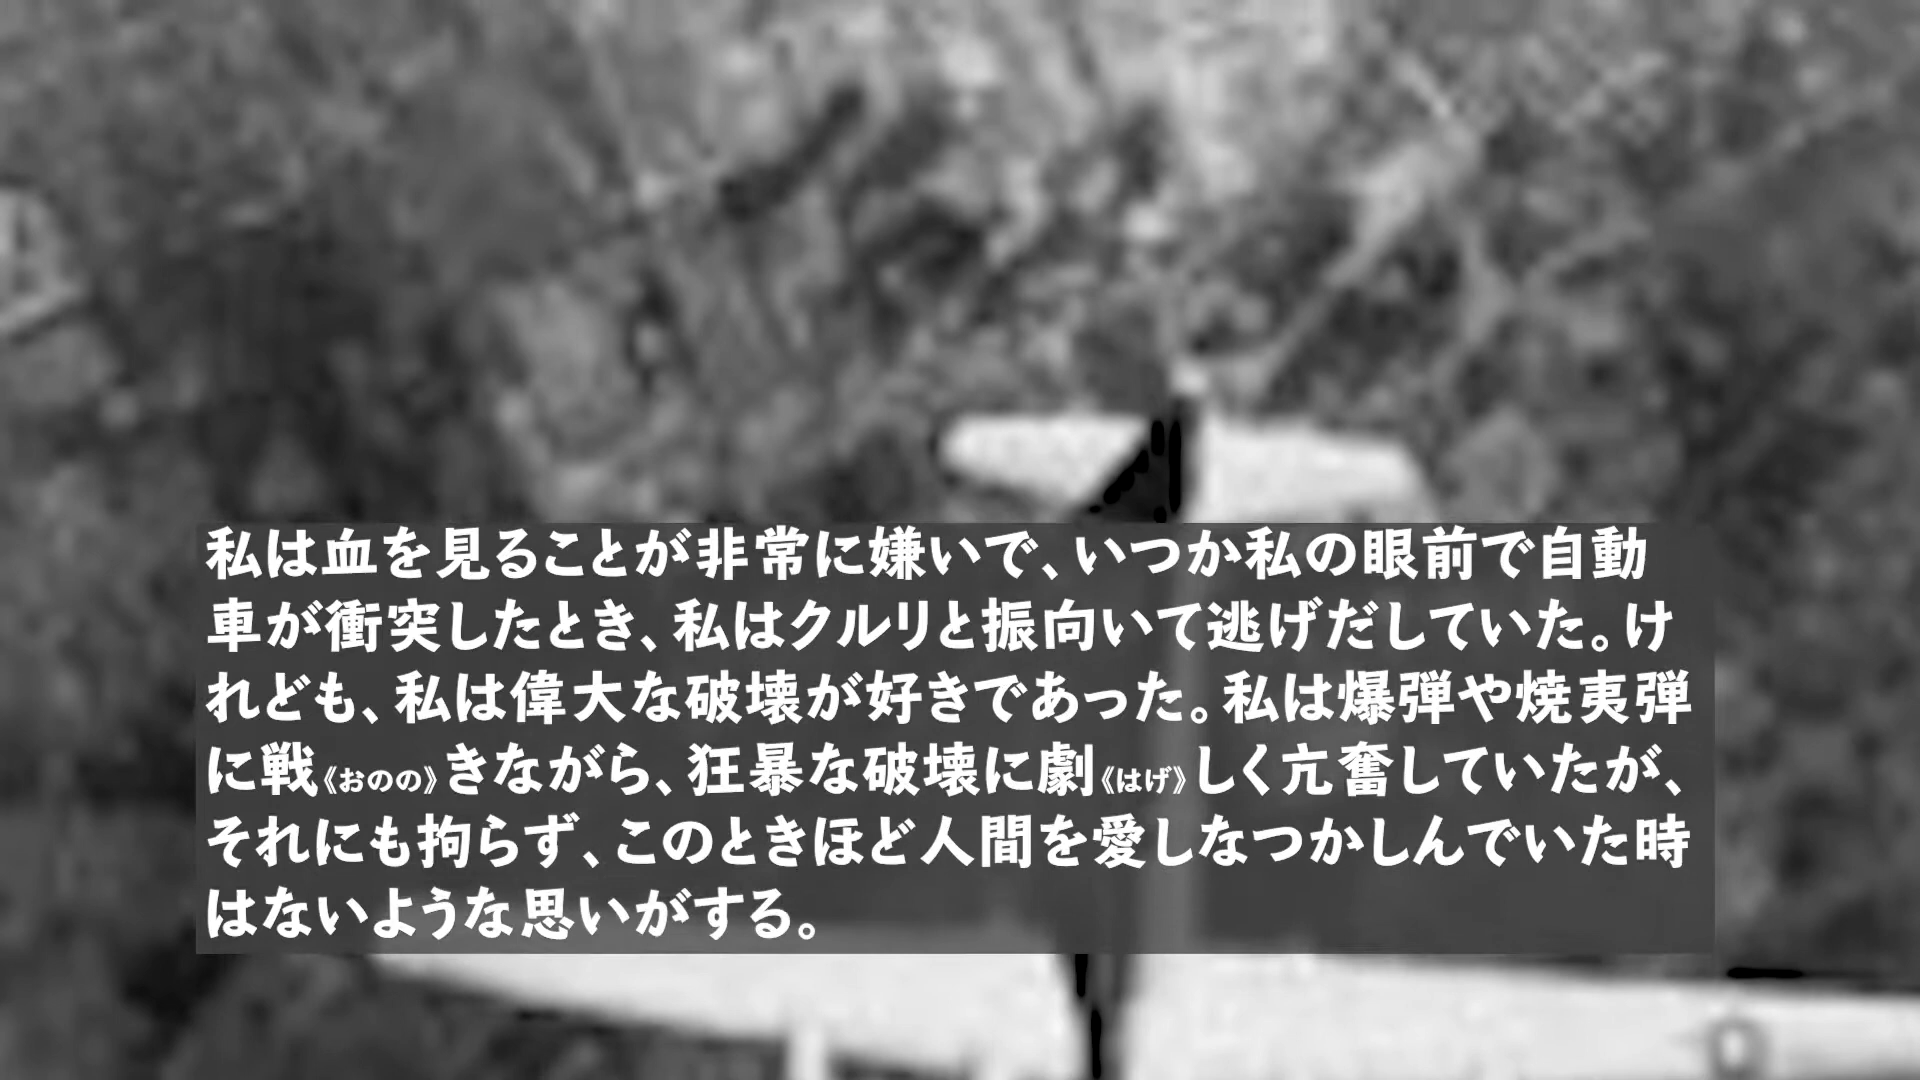 私は血を見ることが非常に嫌いで、いつか私の眼前で自動
車が衝突したとき、私はクルリと振向いて逃げだしていた。け
れども、私は偉大な破壊が好きであった。私は爆弾や焼夷弾
に戦《おのの》きながら、狂暴な破壊に劇《はげ》しく亢奮していたが、
それにも拘らず、このときほど人間を愛しなつかしんでいた時
はないような思いがする。